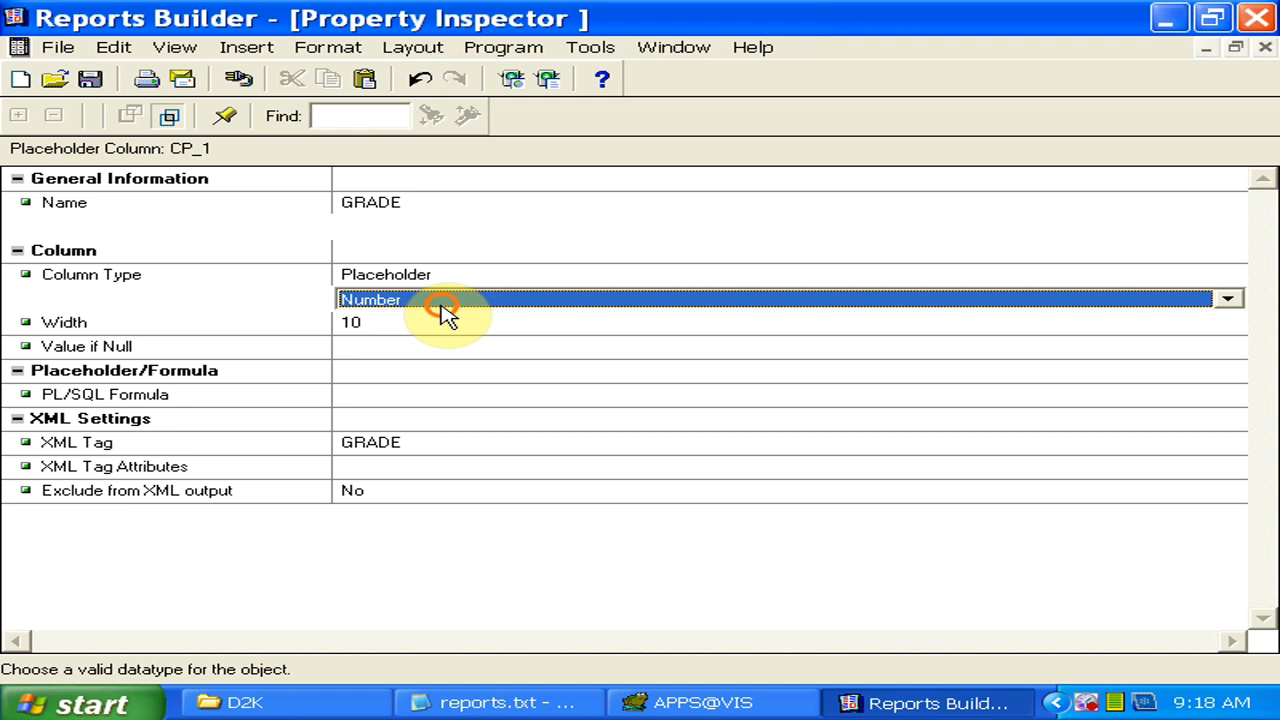 Reports Builder - [Property Inspector ]
File Edit View Insert Format Layout Program Tools Window Help
Find:
Placeholder Column: CP_1
General Information
Name GRADE
Column
Column Type Placeholder
Number
Width 10
Value if Null
Placeholder/Formula
PL/SQL Formula
XML Settings
XML Tag GRADE
XML Tag Attributes
Exclude from XML output No
Choose a valid datatype for the object.
start D2K reports.txt - ... APPS@VIS Reports Build... 9:18 AM